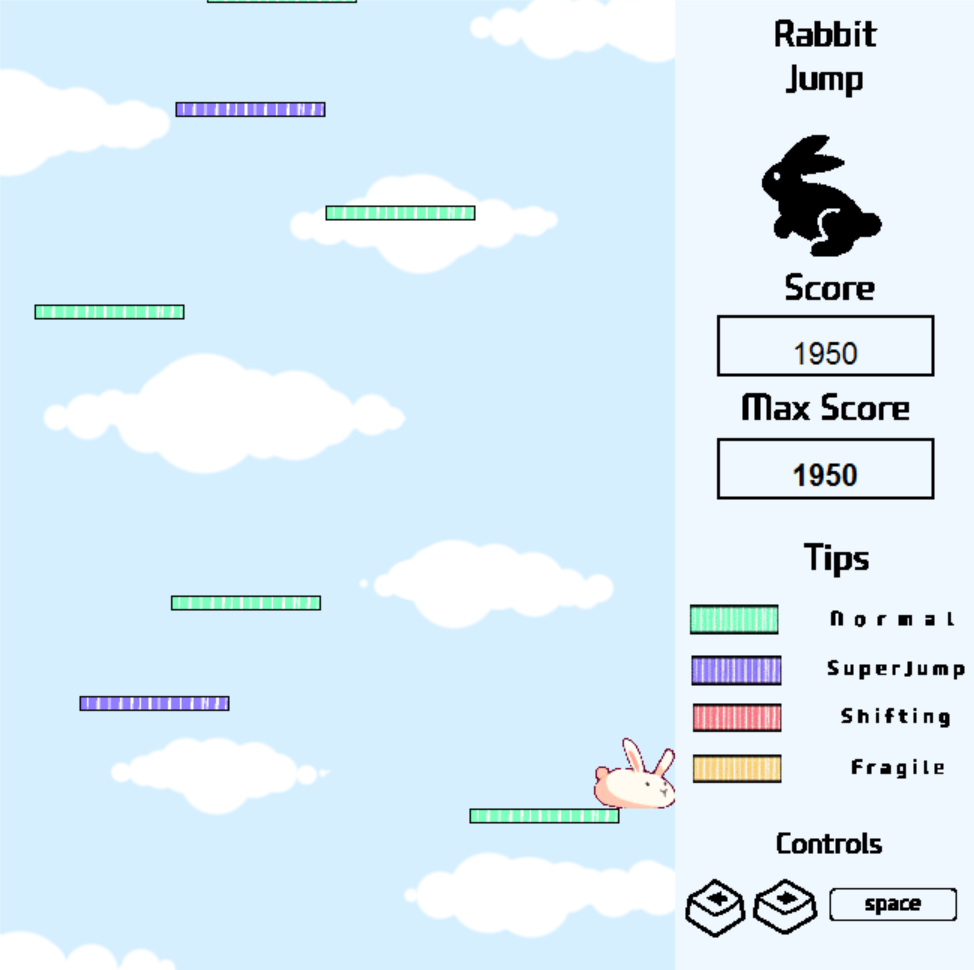 Rabbit
Jump
Score
1950
Max Score
1950
Tips
Normal
SuperJump
Shifting
Fragile
Controls
space